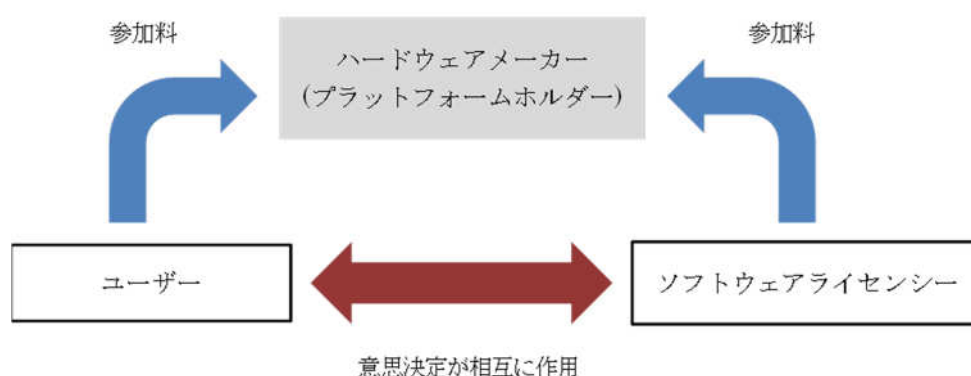 参加料
参加料
ハードウェアメーカー
(プラットフォームホルダー)
ユーザー
ソフトウェアライセンシー
意思決定が相互に作用